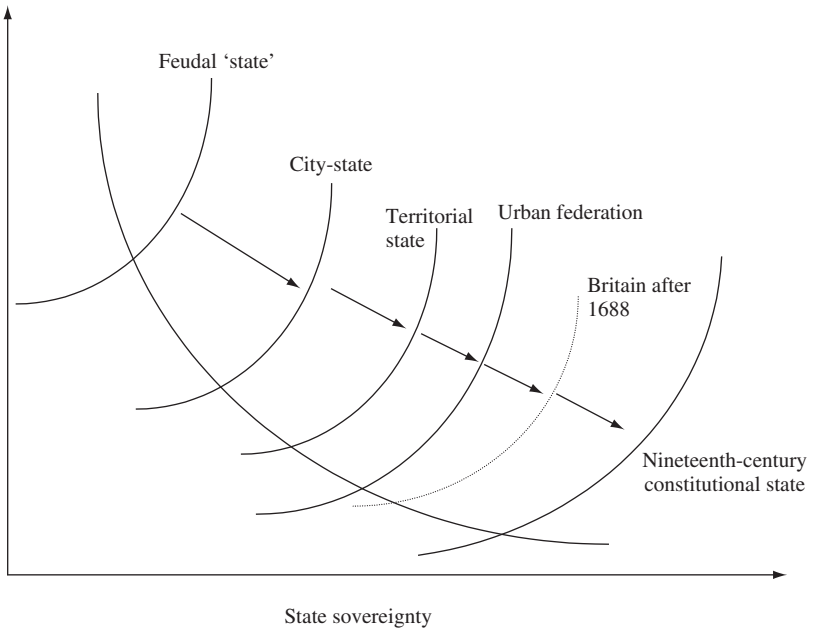 Feudal ‘state’
City-state
Territorial
state
Urban federation
Britain after
1688
Nineteenth-century
constitutional state
State sovereignty